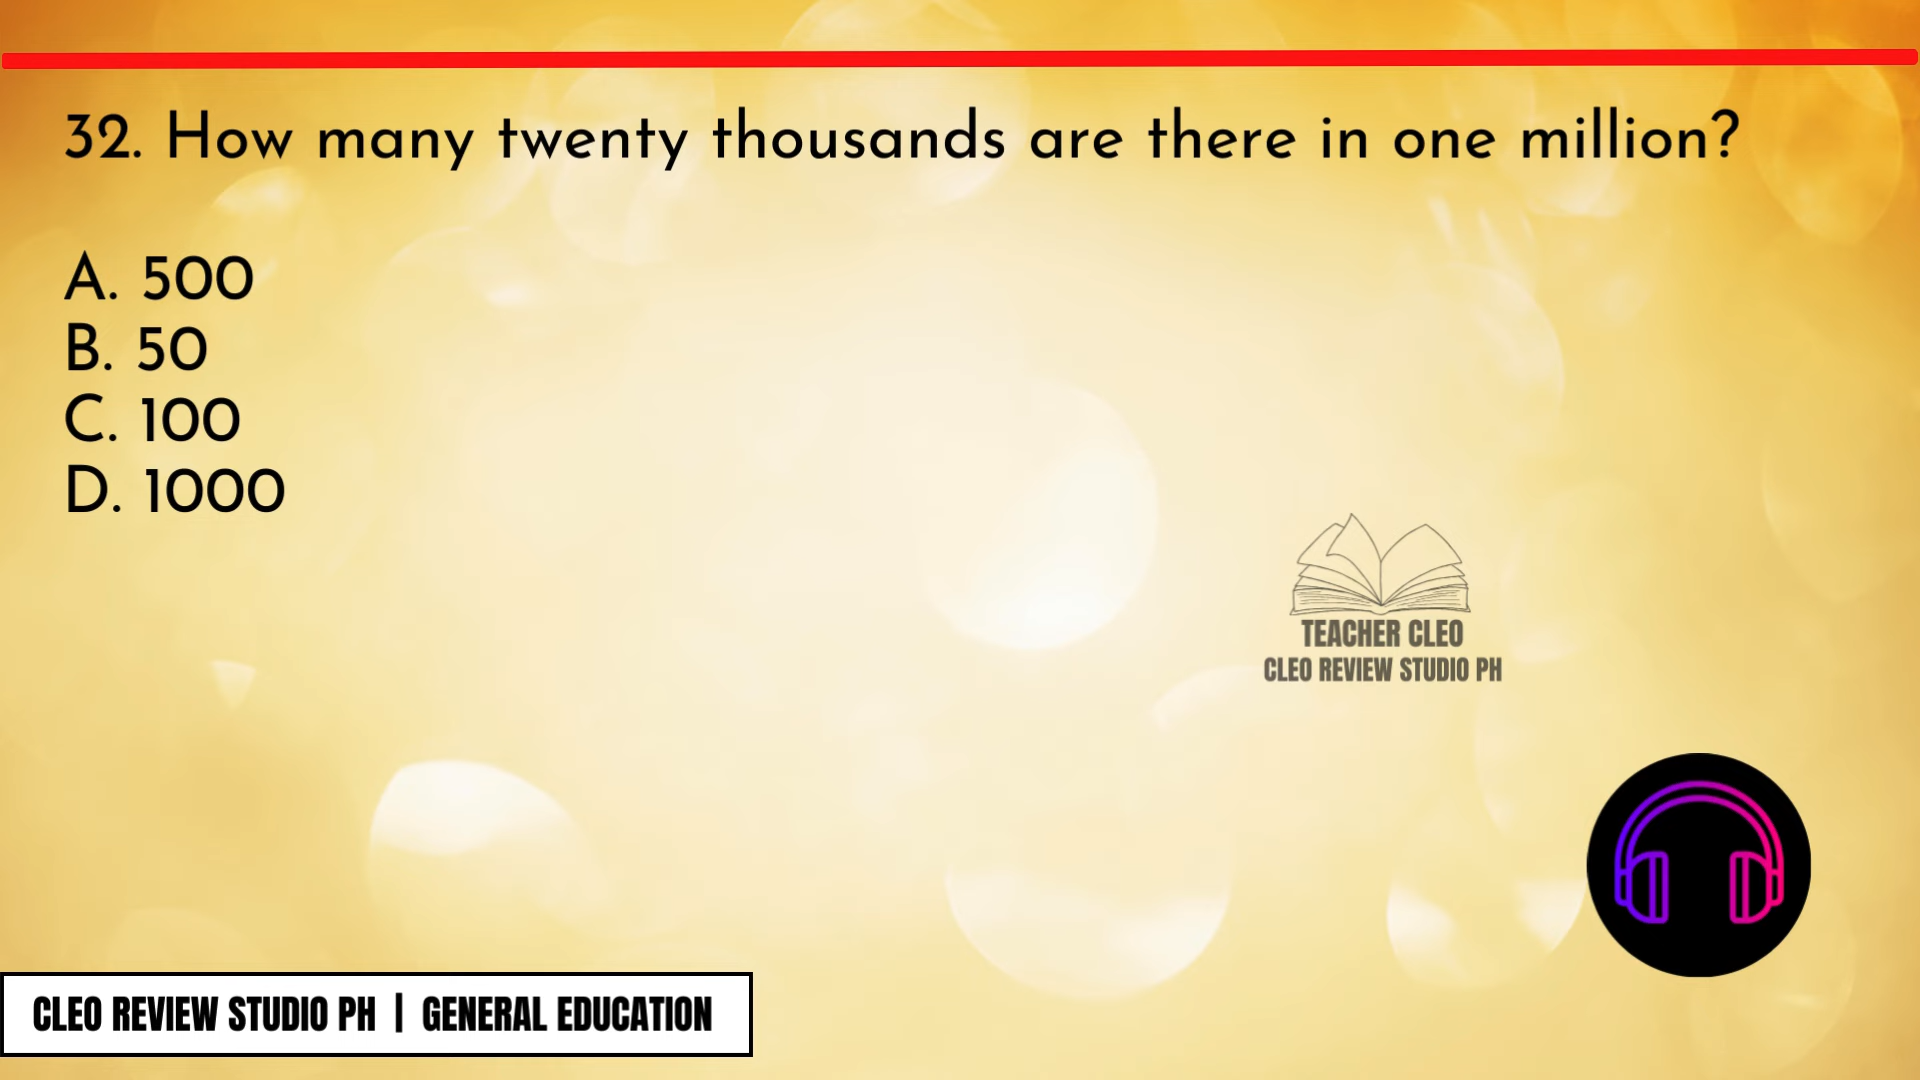 32. How many twenty thousands are there in one million?
A. 500
B. 50
C. 100
D. 1000
TEACHER CLEO
CLEO REVIEW STUDIO PH
CLEO REVIEW STUDIO PH | GENERAL EDUCATION